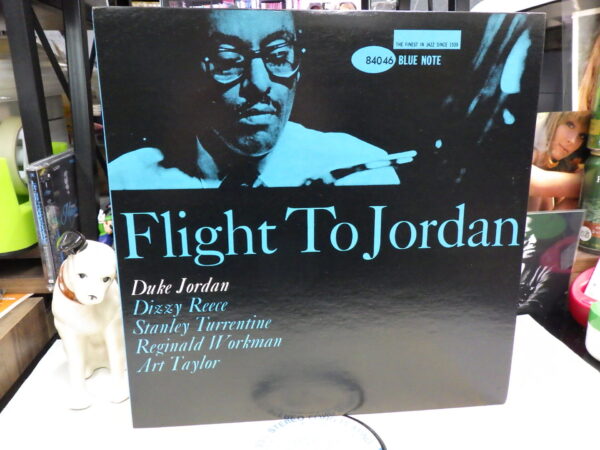 THE FINEST IN JAZZ SINCE 1939
84046 BLUE NOTE
Flight To Jordan
Duke Jordan
Dizzy Reece
Stanley Turrentine
Reginald Workman
Art Taylor
STEREO